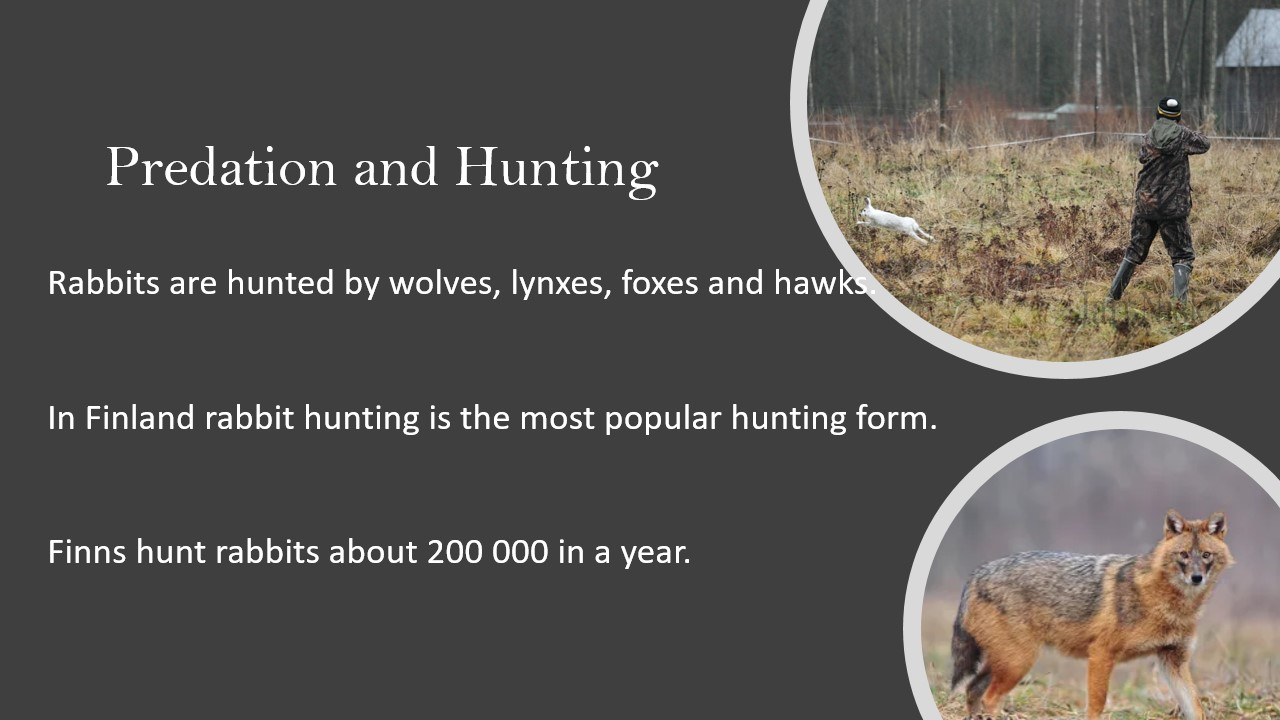 Predation and Hunting
Rabbits are hunted by wolves, lynxes, foxes and hawks.
In Finland rabbit hunting is the most popular hunting form.
Finns hunt rabbits about 200 000 in a year.